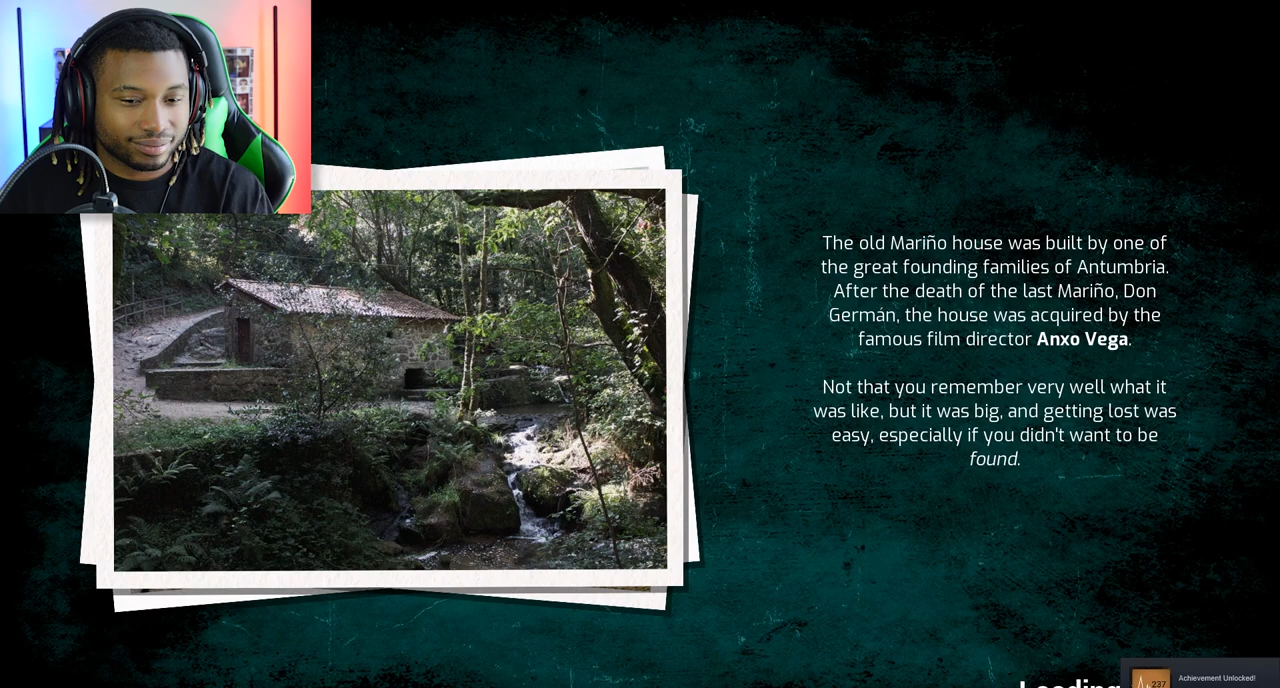 The old Mariño house was built by one of
the great founding families of Antumbria.
After the death of the last Mariño, Don
Germán, the house was acquired by the
famous film director Anxo Vega.
Not that you remember very well what it
was like, but it was big, and getting lost was
easy, especially if you didn't want to be
found.
Loading
237
Achievement Unlocked!